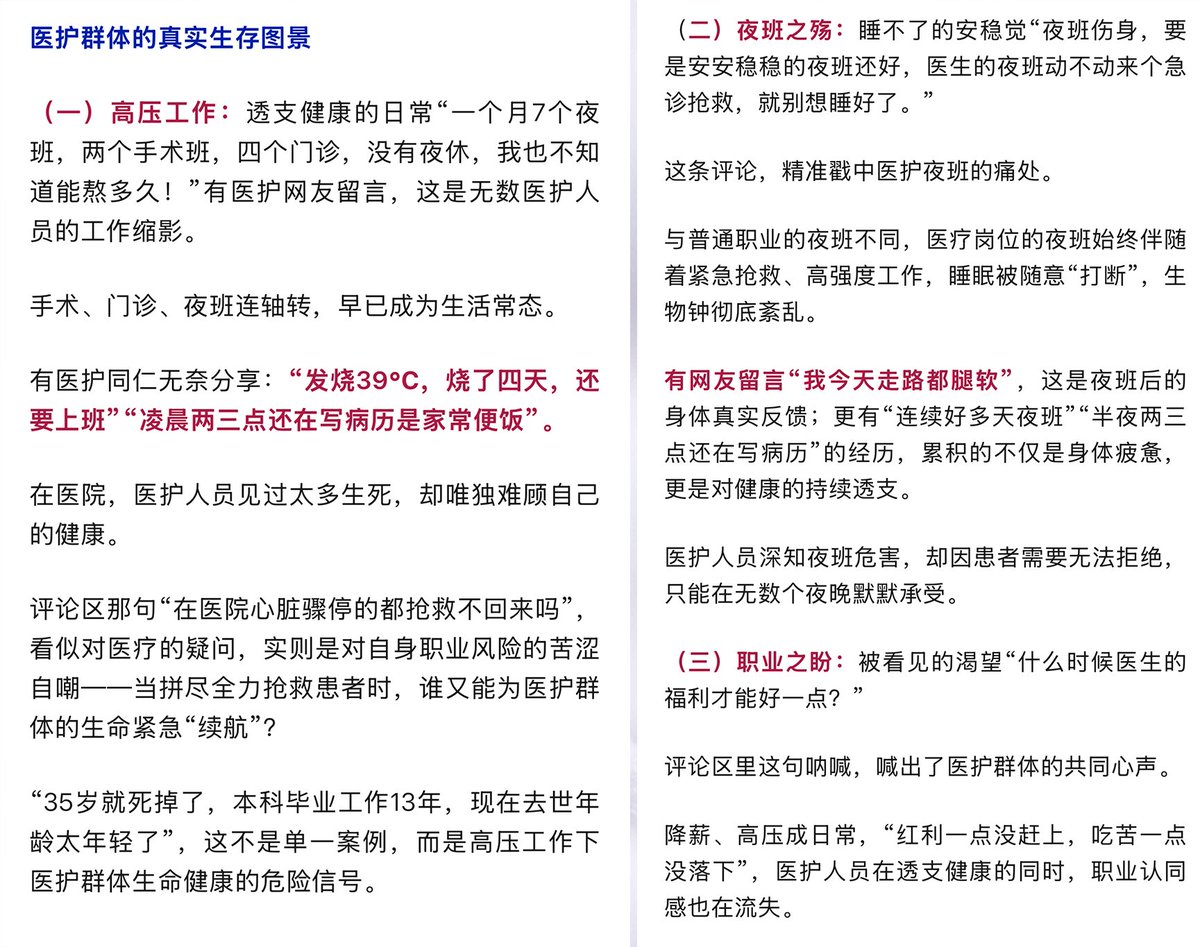 医护群体的真实生存图景
（一）高压工作：透支健康的日常“一个月7个夜
班，两个手术班，四个门诊，没有夜休，我也不知
道能熬多久！”有医护网友留言，这是无数医护人
员的工作缩影。
手术、门诊、夜班连轴转，早已成为生活常态。
有医护同仁无奈分享：“发烧39°C，烧了四天，还
要上班”“凌晨两三点还在写病历是家常便饭”。
在医院，医护人员见过太多生死，却唯独难顾自己
的健康。
评论区那句“在医院心脏骤停的都抢救不回来吗”，
看似对医疗的疑问，实则是对自身职业风险的苦涩
自嘲——当拼尽全力抢救患者时，谁又能为医护群
体的生命紧急“续航”？
“35岁就死掉了，本科毕业工作13年，现在去世年
龄太年轻了”，这不是单一案例，而是高压工作下
医护群体生命健康的危险信号。
（二）夜班之殇：睡不了的安稳觉“夜班伤身，要
是安安稳稳的夜班还好，医生的夜班动不动来个急
诊抢救，就别想睡好了。”
这条评论，精准戳中医护夜班的痛处。
与普通职业的夜班不同，医疗岗位的夜班始终伴随
着紧急抢救、高强度工作，睡眠被随意“打断”，生
物钟彻底紊乱。
有网友留言“我今天走路都腿软”，这是夜班后的
身体真实反馈；更有“连续好多天夜班”“半夜两三
点还在写病历”的经历，累积的不仅是身体疲惫，
更是对健康的持续透支。
医护人员深知夜班危害，却因患者需要无法拒绝，
只能在无数个夜晚默默承受。
（三）职业之盼：被看见的渴望“什么时候医生的
福利才能好一点？”
评论区里这句呐喊，喊出了医护群体的共同心声。
降薪、高压成日常，“红利一点没赶上，吃苦一点
没落下”，医护人员在透支健康的同时，职业认同
感也在流失。